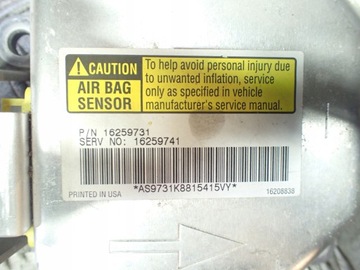 CAUTION
AIR BAG
SENSOR
To help avoid personal injury due
to unwanted inflation, service
only as specified in vehicle
manufacturer's service manual.
P/N 16259731
SERV NO: 16259741
*AS9731K8815415VY*
PRINTED IN USA
16208838